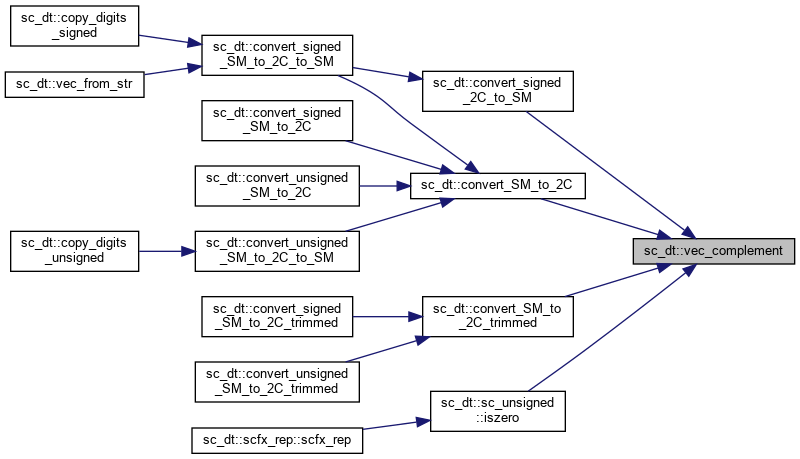 sc_dt::copy_digits
_signed
sc_dt::vec_from_str
sc_dt::convert_signed
_SM_to_2C_to_SM
sc_dt::convert_signed
_SM_to_2C
sc_dt::convert_unsigned
_SM_to_2C
sc_dt::copy_digits
_unsigned
sc_dt::convert_unsigned
_SM_to_2C_to_SM
sc_dt::convert_signed
_SM_to_2C_trimmed
sc_dt::convert_unsigned
_SM_to_2C_trimmed
sc_dt::scfx_rep::scfx_rep
sc_dt::convert_signed
_2C_to_SM
sc_dt::convert_SM_to_2C
sc_dt::convert_SM_to
_2C_trimmed
sc_dt::sc_unsigned
::iszero
sc_dt::vec_complement